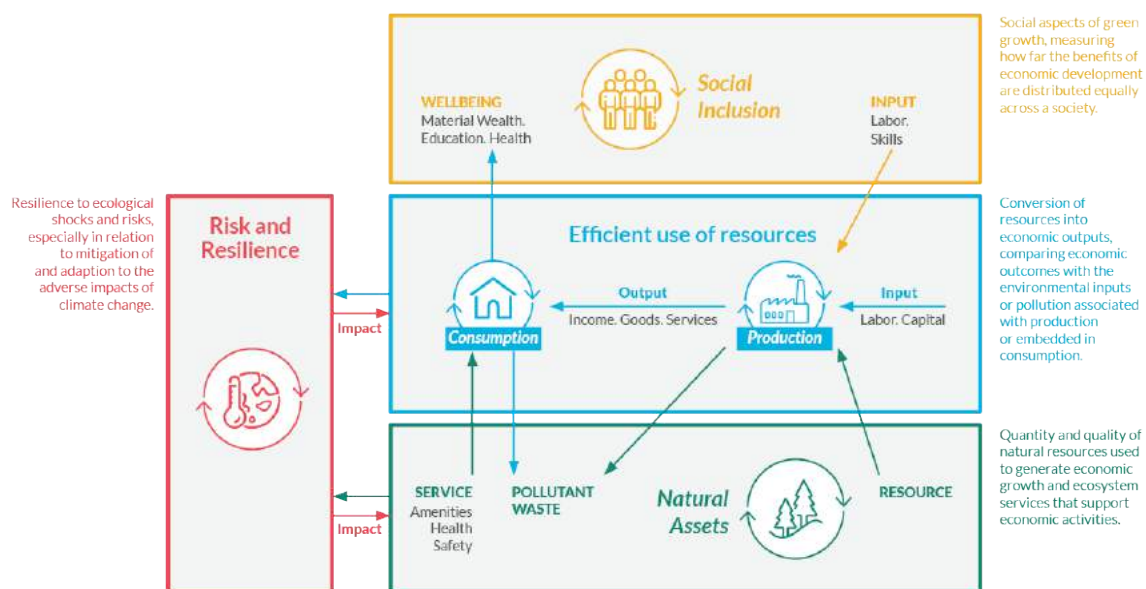 Social aspects of green
growth, measuring
how far the benefits of
economic development
are distributed equally
across a society.
Social
Inclusion
WELLBEING
Material Wealth.
Education. Health
INPUT
Labor.
Skills
Resilience to ecological
shocks and risks,
especially in relation
to mitigation of
and adaption to the
adverse impacts of
climate change.
Risk and
Resilience
Efficient use of resources
Conversion of
resources into
economic outputs,
comparing economic
outcomes with the
environmental inputs
or pollution associated
with production
or embedded in
consumption.
Output
Income. Goods. Services
Input
Labor. Capital
Consumption
Production
Impact
Quantity and quality of
natural resources used
to generate economic
growth and ecosystem
services that support
economic activities.
SERVICE
Amenities
Health
Safety
POLLUTANT
WASTE
Natural
Assets
RESOURCE
Impact